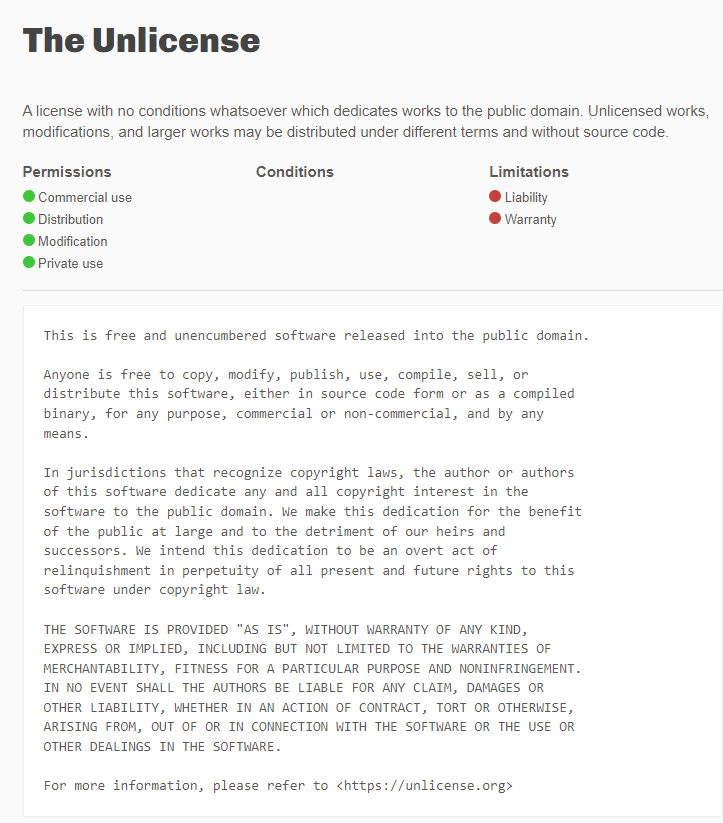 The Unlicense
A license with no conditions whatsoever which dedicates works to the public domain. Unlicensed works,
modifications, and larger works may be distributed under different terms and without source code.
Permissions
Commercial use
Distribution
Modification
Private use
Conditions
Limitations
Liability
Warranty
This is free and unencumbered software released into the public domain.
Anyone is free to copy, modify, publish, use, compile, sell, or
distribute this software, either in source code form or as a compiled
binary, for any purpose, commercial or non-commercial, and by any
means.
In jurisdictions that recognize copyright laws, the author or authors
of this software dedicate any and all copyright interest in the
software to the public domain. We make this dedication for the benefit
of the public at large and to the detriment of our heirs and
successors. We intend this dedication to be an overt act of
relinquishment in perpetuity of all present and future rights to this
software under copyright law.
THE SOFTWARE IS PROVIDED "AS IS", WITHOUT WARRANTY OF ANY KIND,
EXPRESS OR IMPLIED, INCLUDING BUT NOT LIMITED TO THE WARRANTIES OF
MERCHANTABILITY, FITNESS FOR A PARTICULAR PURPOSE AND NONINFRINGEMENT.
IN NO EVENT SHALL THE AUTHORS BE LIABLE FOR ANY CLAIM, DAMAGES OR
OTHER LIABILITY, WHETHER IN AN ACTION OF CONTRACT, TORT OR OTHERWISE,
ARISING FROM, OUT OF OR IN CONNECTION WITH THE SOFTWARE OR THE USE OR
OTHER DEALINGS IN THE SOFTWARE.
For more information, please refer to <https://unlicense.org>